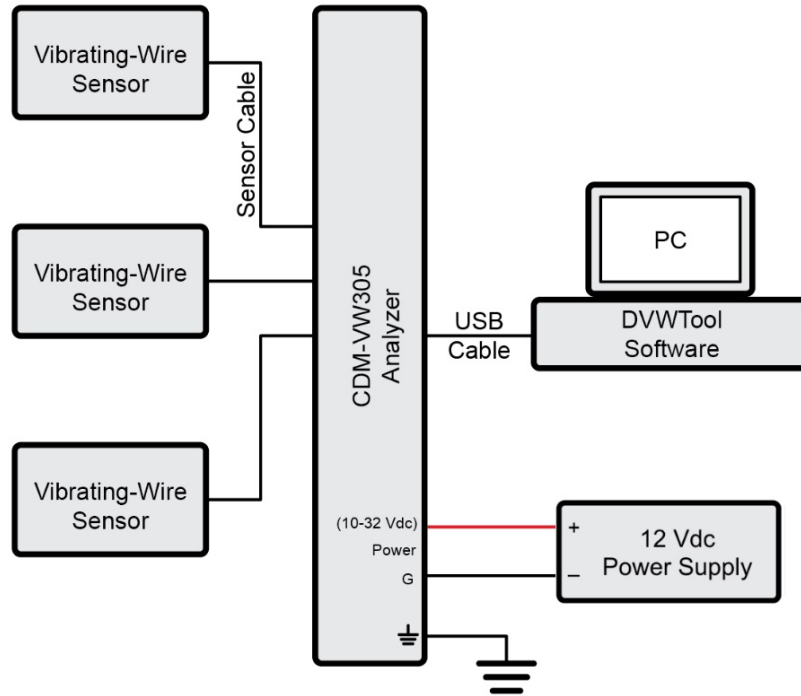 Vibrating-Wire
Sensor
Sensor Cable
Vibrating-Wire
Sensor
Vibrating-Wire
Sensor
CDM-VW305
Analyzer
(10-32 Vdc)
Power
G
USB
Cable
PC
DVWTool
Software
+
12 Vdc
Power Supply
–